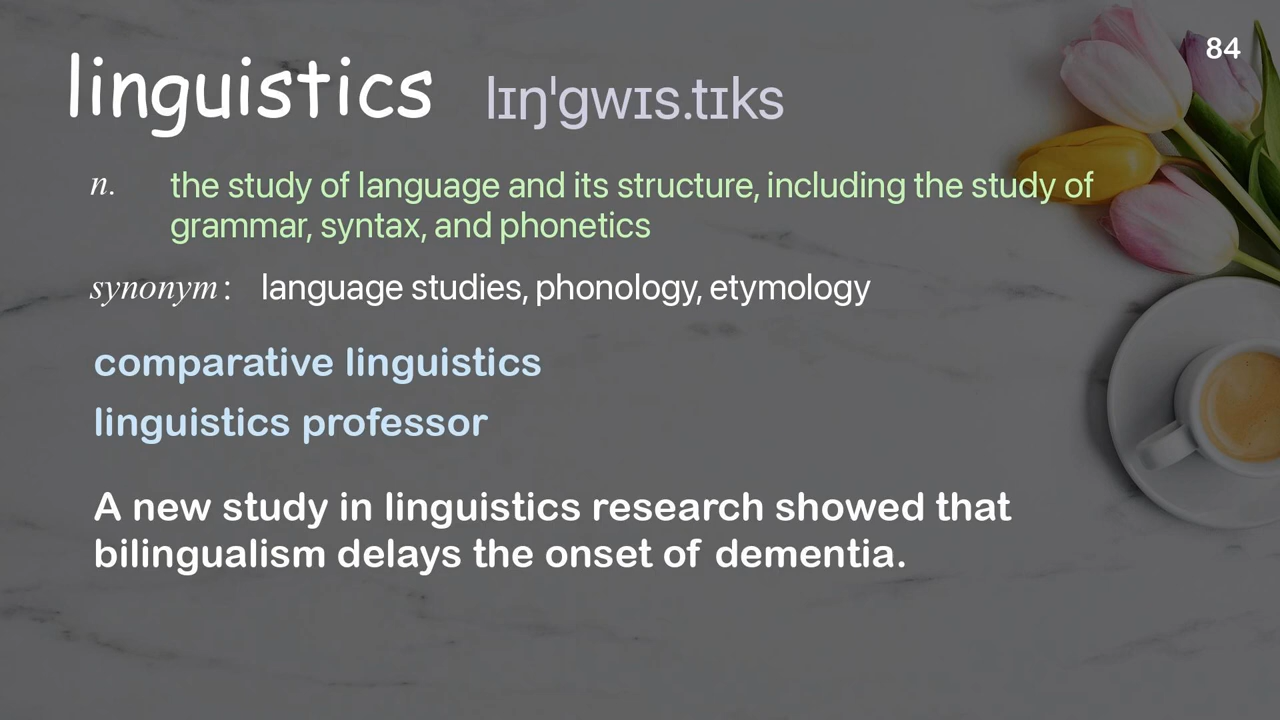 84
linguistics lɪŋˈgwɪs.tɪks
n. the study of language and its structure, including the study of
grammar, syntax, and phonetics
synonym: language studies, phonology, etymology
comparative linguistics
linguistics professor
A new study in linguistics research showed that
bilingualism delays the onset of dementia.